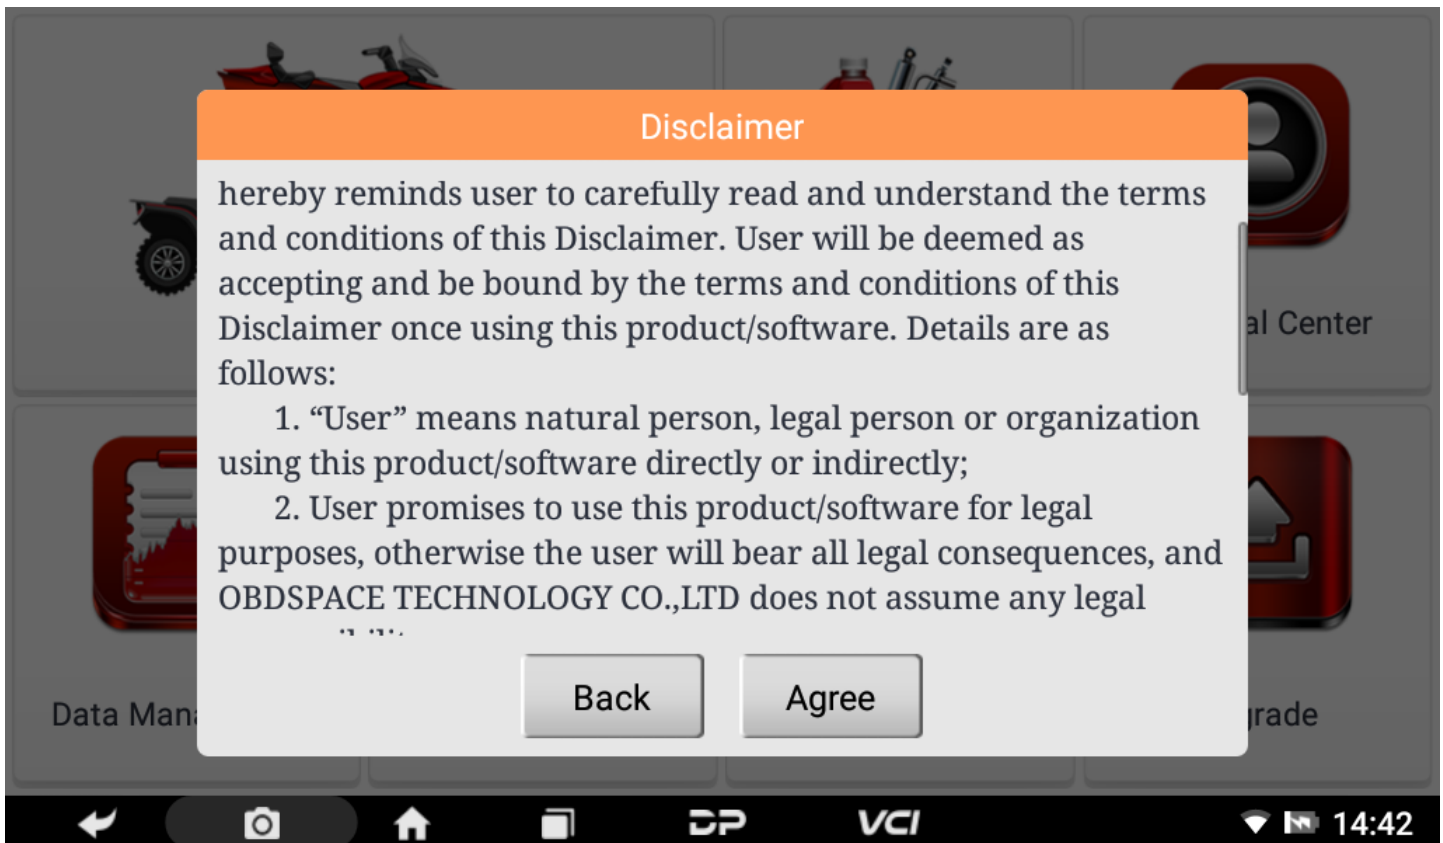 Disclaimer
hereby reminds user to carefully read and understand the terms
and conditions of this Disclaimer. User will be deemed as
accepting and be bound by the terms and conditions of this
Disclaimer once using this product/software. Details are as
follows:
1. “User” means natural person, legal person or organization
using this product/software directly or indirectly;
2. User promises to use this product/software for legal
purposes, otherwise the user will bear all legal consequences, and
OBDSPACE TECHNOLOGY CO.,LTD does not assume any legal
Back
Agree
al Center
Data Man
grade
DP
VCI
14:42